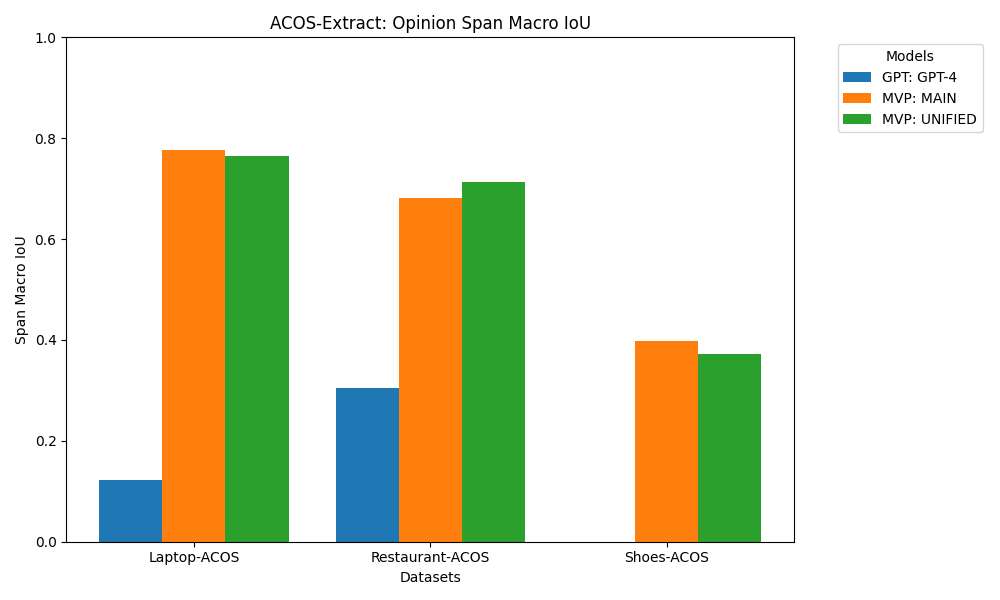 ACOS-Extract: Opinion Span Macro IoU
Models
GPT: GPT-4
MVP: MAIN
MVP: UNIFIED
Span Macro IoU
1.0
0.8
0.6
0.4
0.2
0.0
Laptop-ACOS
Restaurant-ACOS
Shoes-ACOS
Datasets